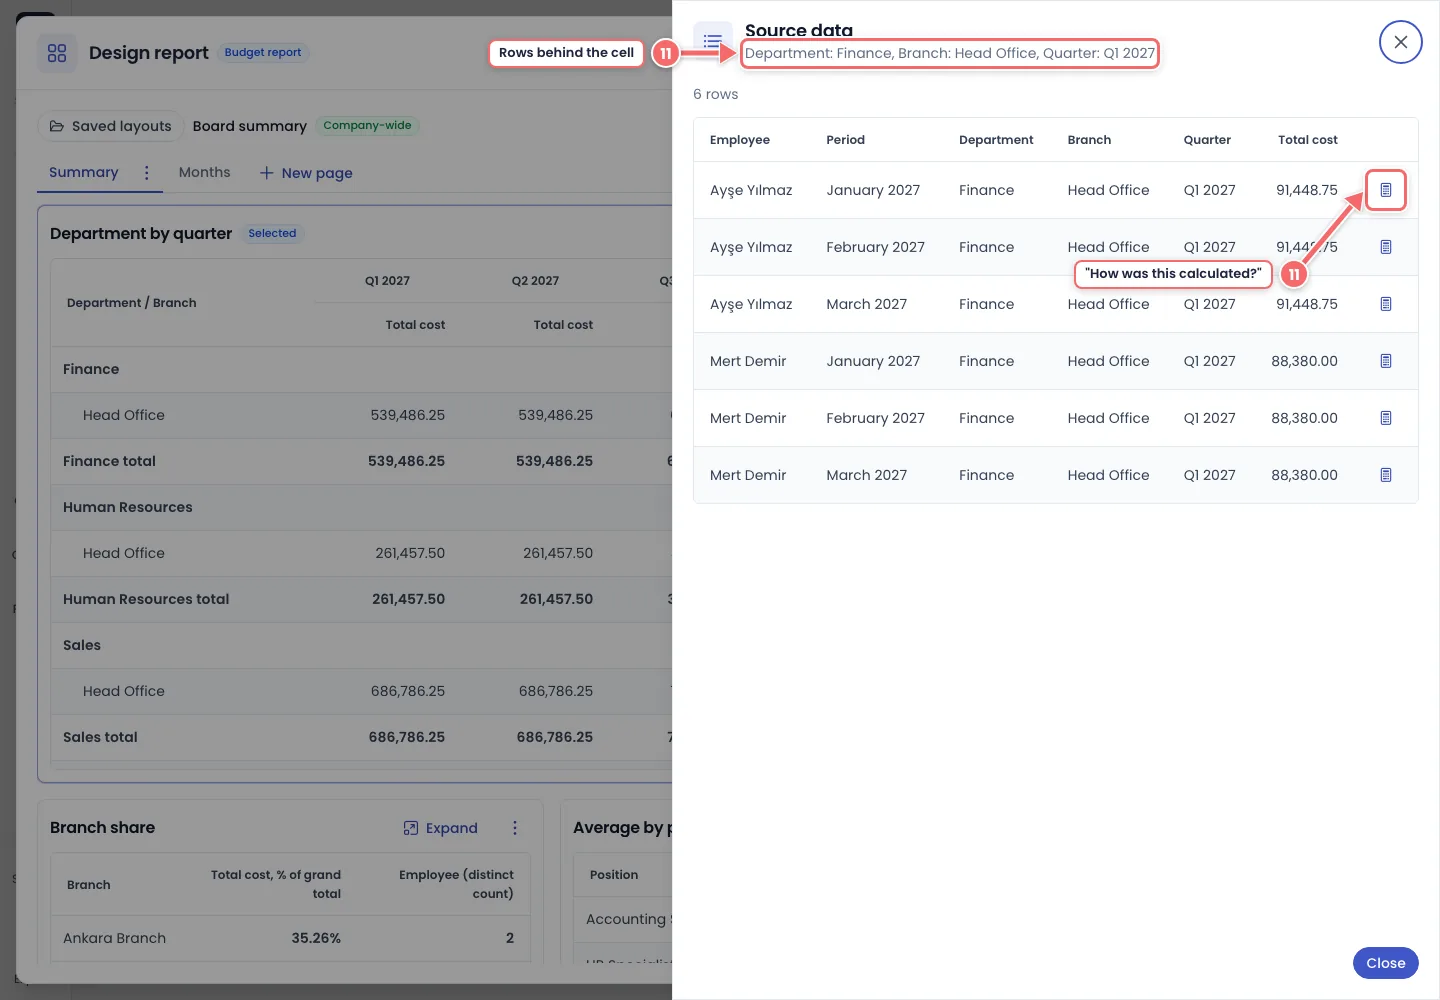 Design report
Budget report
Rows behind the cell
11
Source data
Department: Finance, Branch: Head Office, Quarter: Q1 2027
6 rows
Saved layouts
Board summary
Company-wide
Summary
Months
New page
Department by quarter
Selected
Department / Branch
Q1 2027
Q2 2027
Total cost
Total cost
Finance
Head Office 539,486.25 539,486.25
Finance total 539,486.25 539,486.25
Human Resources
Head Office 261,457.50 261,457.50
Human Resources total 261,457.50 261,457.50
Sales
Head Office 686,786.25 686,786.25
Sales total 686,786.25 686,786.25
Branch share
Expand
Branch
Total cost, % of grand
total
Employee (distinct
count)
Ankara Branch 35.26% 2
Average by
Position
Accounting
Employee Period Department Branch Quarter Total cost
Ayşe Yılmaz January 2027 Finance Head Office Q1 2027 91,448.75
Ayşe Yılmaz February 2027 Finance Head Office Q1 2027 91,448.75
"How was this calculated?"
11
Ayşe Yılmaz March 2027 Finance Head Office Q1 2027 91,448.75
Mert Demir January 2027 Finance Head Office Q1 2027 88,380.00
Mert Demir February 2027 Finance Head Office Q1 2027 88,380.00
Mert Demir March 2027 Finance Head Office Q1 2027 88,380.00
Close